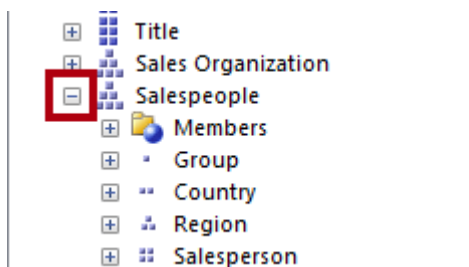 Title
Sales Organization
Salespeople
Members
Group
Country
Region
Salesperson